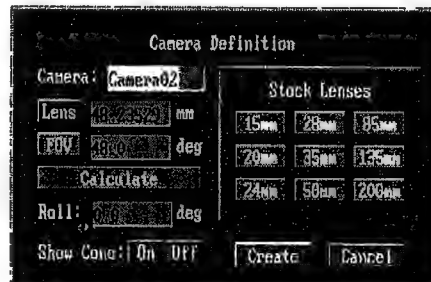 Camera Definition
Camera: Camera02
Stock Lenses
Lens mm
FOV deg
Calculate
Roll: deg
15mm 28mm 85mm
20mm 35mm 135mm
24mm 50mm 200mm
Show Cone: On Off
Create Cancel